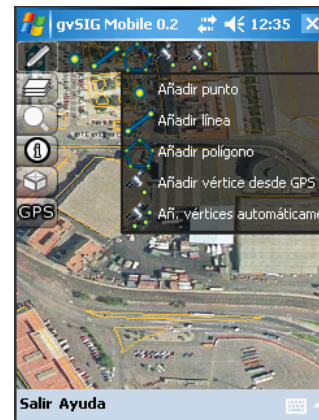 gvSIG Mobile 0.2 12:35
Añadir punto
Añadir línea
Añadir polígono
Añadir vértice desde GPS
Añ. vértices automáticame
GPS
Salir Ayuda